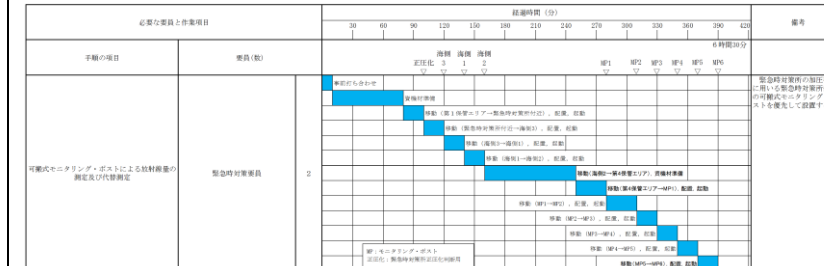 必要な要員と作業項目
経過時間（分）
備考
30 60 90 120 150 180 210 240 270 300 330 360 390 420
手順の項目
要員（数）
6時間30分
海側 海側 海側
正圧化 3 1 2 MP1 MP2 MP3 MP4 MP5 MP6
▽ ▽ ▽ ▽ ▽ ▽ ▽ ▽ ▽ ▽
可搬式モニタリング・ポストによる放射線量の
測定及び代替測定
緊急時対策要員
2
事前打ち合わせ
資機材準備
移動（第1保管エリア→緊急時対策所付近），配置，起動
移動（緊急時対策所付近→海側3），配置，起動
移動（海側3→海側1），配置，起動
移動（海側1→海側2），配置，起動
移動（海側2→第4保管エリア），資機材準備
移動（第4保管エリア→MP1），配置，起動
移動（MP1→MP2），配置，起動
移動（MP2→MP3），配置，起動
移動（MP3→MP4），配置，起動
移動（MP4→MP5），配置，起動
移動（MP5→MP6），配置，起動
MP：モニタリング・ポスト
正圧化：緊急時対策所正圧化判断用
緊急時対策所の加圧
に用いる緊急時対策所
の可搬式モニタリング
ストを優先して設置す